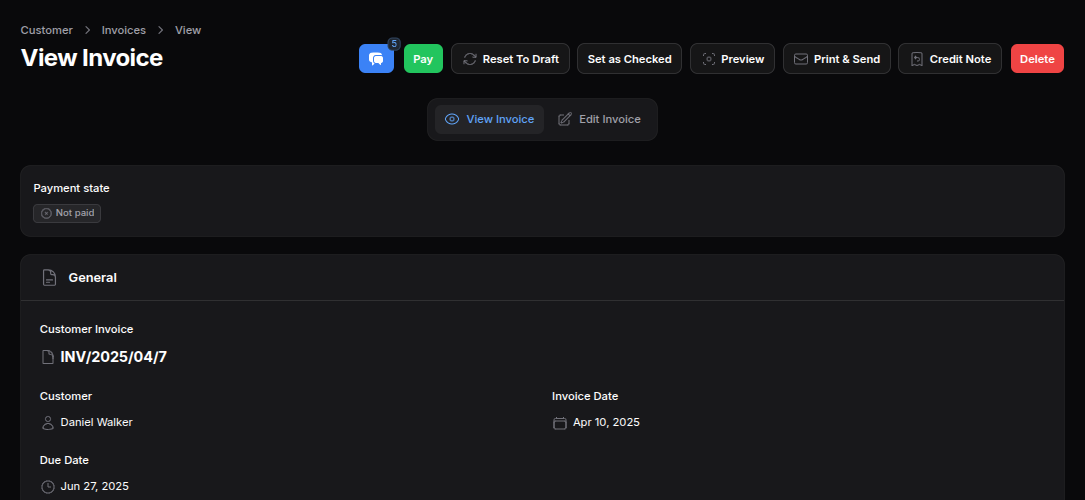 Customer > Invoices > View
View Invoice
5
Pay
Reset To Draft
Set as Checked
Preview
Print & Send
Credit Note
Delete
View Invoice
Edit Invoice
Payment state
Not paid
General
Customer Invoice
INV/2025/04/7
Customer
Daniel Walker
Invoice Date
Apr 10, 2025
Due Date
Jun 27, 2025